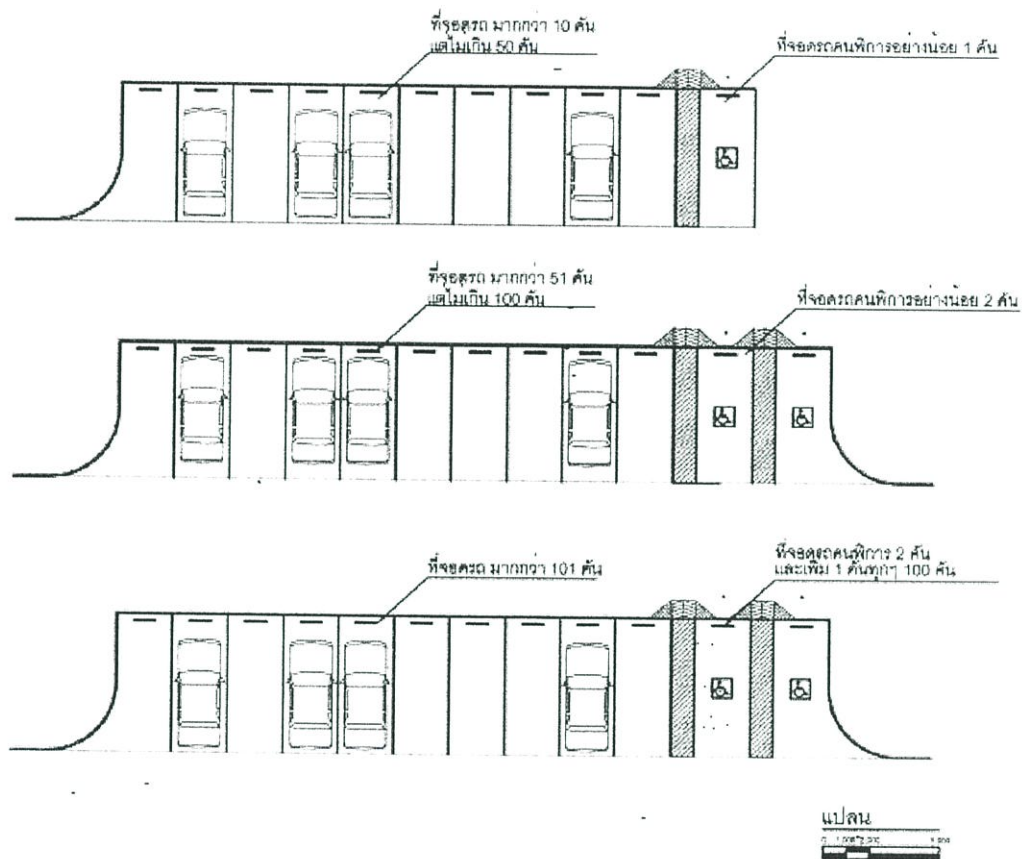 ที่จอดรถ มากกว่า 10 คัน
แต่ไม่เกิน 50 คัน
ที่จอดรถคนพิการอย่างน้อย 1 คัน
ที่จอดรถ มากกว่า 51 คัน
แต่ไม่เกิน 100 คัน
ที่จอดรถคนพิการอย่างน้อย 2 คัน
ที่จอดรถ มากกว่า 101 คัน
ที่จอดรถคนพิการ 2 คัน
และเพิ่ม 1 คันทุกๆ 100 คัน
แปลน